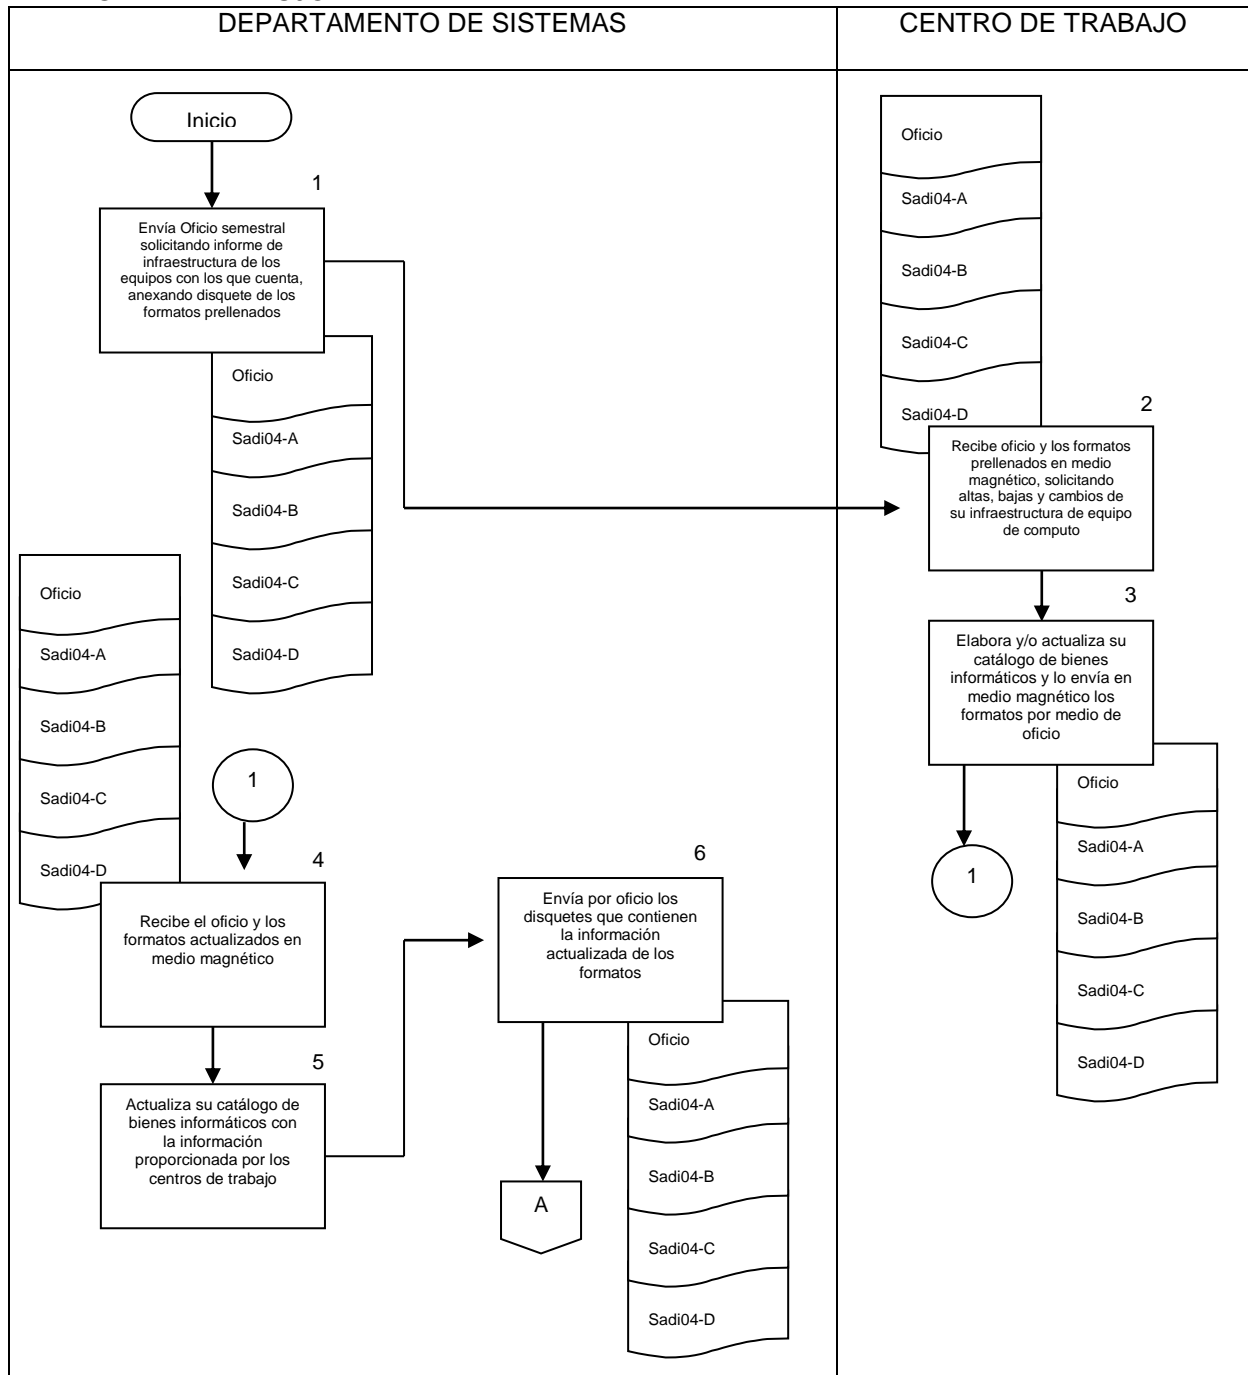 DEPARTAMENTO DE SISTEMAS
CENTRO DE TRABAJO
Inicio
1
Envía Oficio semestral
solicitando informe de
infraestructura de los
equipos con los que cuenta,
anexando disquete de los
formatos prellenados
Oficio
Sadi04-A
Sadi04-B
Sadi04-C
Sadi04-D
Oficio
Sadi04-A
Sadi04-B
Sadi04-C
Sadi04-D
2
Recibe oficio y los formatos
prellenados en medio
magnético, solicitando
altas, bajas y cambios de
su infraestructura de equipo
de computo
3
Elabora y/o actualiza su
catálogo de bienes
informáticos y lo envía en
medio magnético los
formatos por medio de
oficio
Oficio
Sadi04-A
Sadi04-B
Sadi04-C
Sadi04-D
1
Oficio
Sadi04-A
Sadi04-B
Sadi04-C
Sadi04-D
1
4
Recibe el oficio y los
formatos actualizados en
medio magnético
5
Actualiza su catálogo de
bienes informáticos con
la información
proporcionada por los
centros de trabajo
6
Envía por oficio los
disquetes que contienen
la información
actualizada de los
formatos
Oficio
Sadi04-A
Sadi04-B
Sadi04-C
Sadi04-D
A